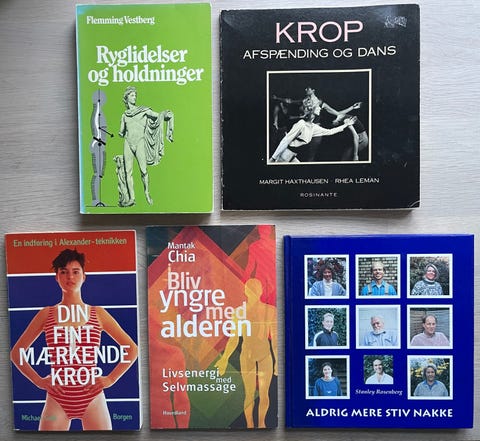 Flemming Vestberg
Ryglidelser
og holdninger
KROP
AFSPÆNDING OG DANS
MARGIT HAXTHAUSEN · RHEA LEMAN
ROSINANTE
En indføring i Alexander-teknikken
DIN
FINT
MÆRKENDE
KROP
Michael
Borgen
Mantak
Chia
Bliv
yngre med
alderen
Livsenergi med
Selvmassage
Hovedland
Stanley Rosenberg
ALDRIG MERE STIV NAKKE